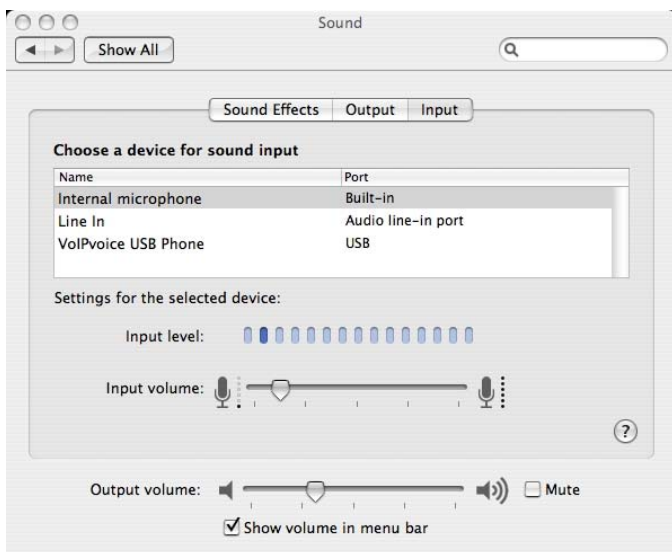 Sound
Show All
Sound Effects Output Input
Choose a device for sound input
Name Port
Internal microphone Built-in
Line In Audio line-in port
VoIPvoice USB Phone USB
Settings for the selected device:
Input level:
Input volume:
?
Output volume: Mute
Show volume in menu bar